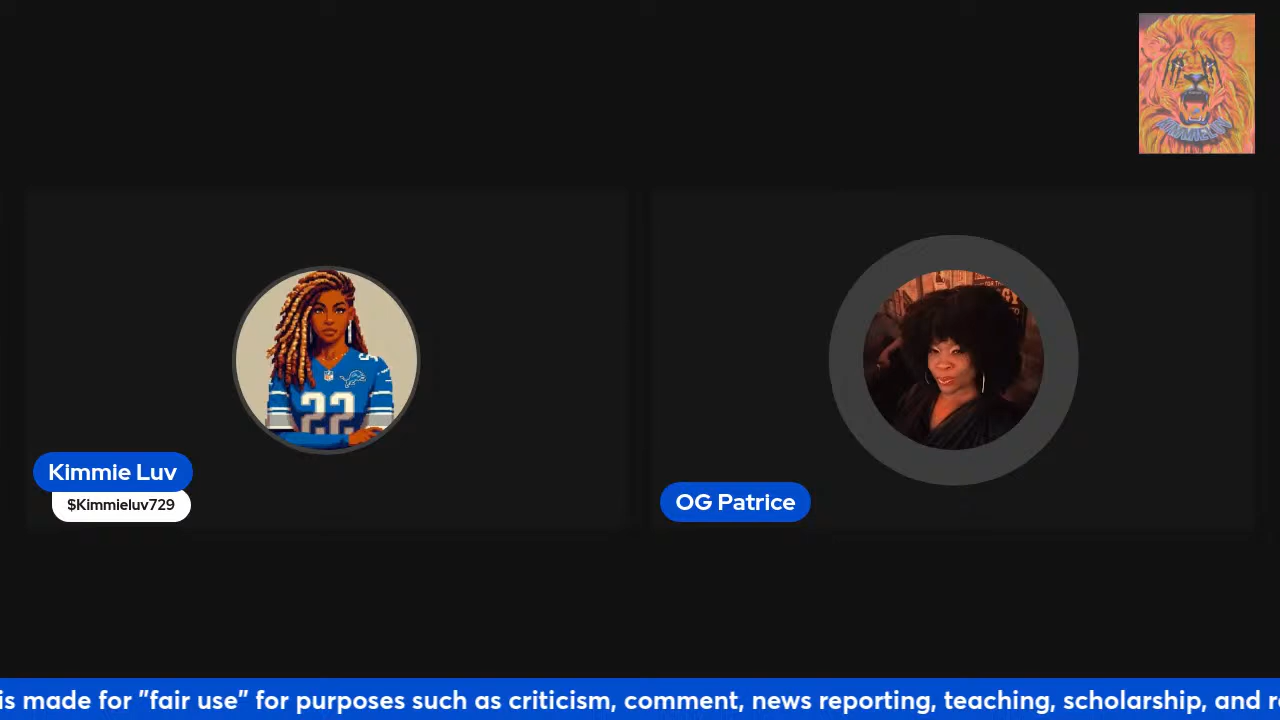 Kimmie Luv
$Kimmieluv729
OG Patrice
22
is made for "fair use" for purposes such as criticism, comment, news reporting, teaching, scholarship, and r